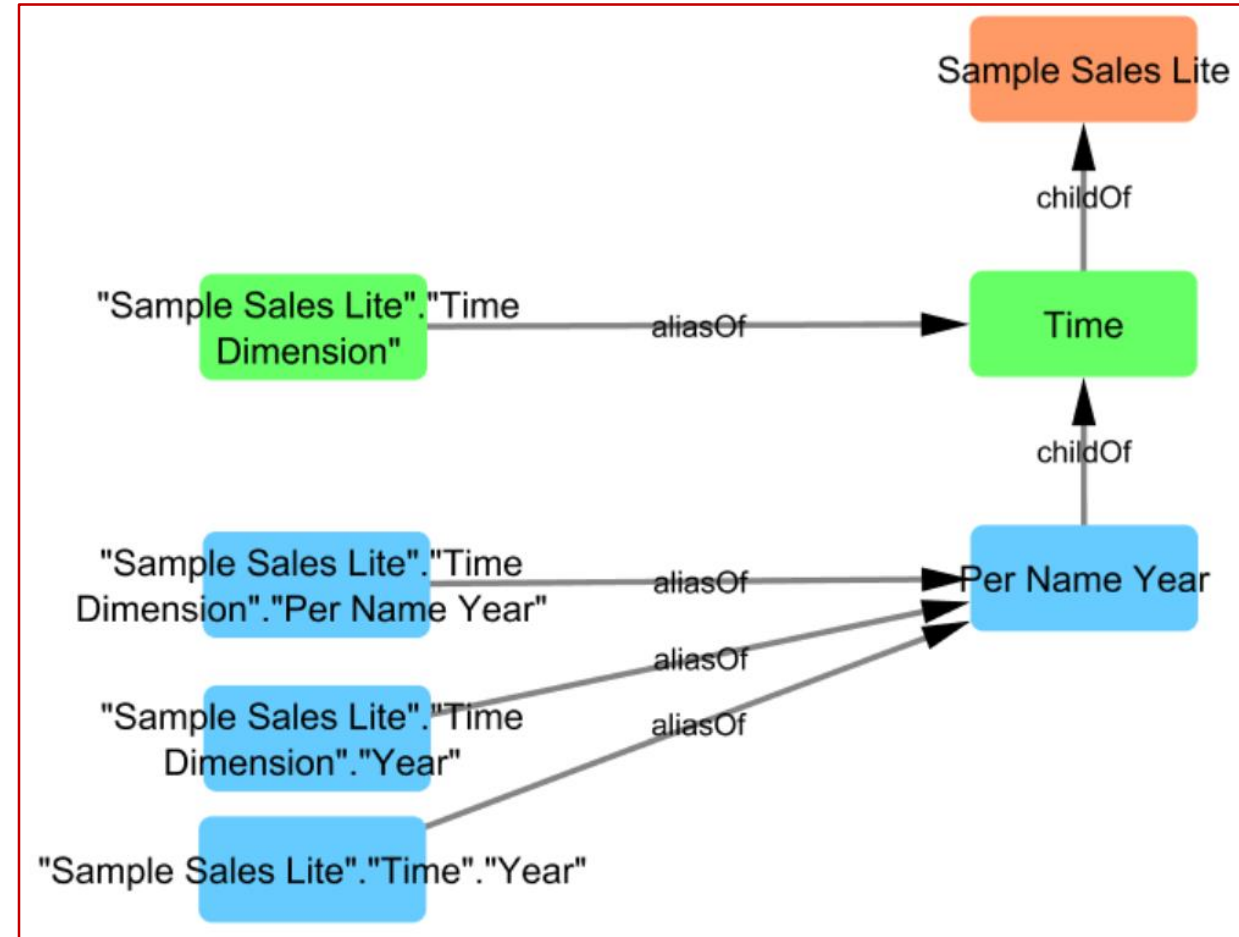 Sample Sales Lite
childOf
"Sample Sales Lite"."Time
Dimension"
aliasOf
Time
childOf
"Sample Sales Lite"."Time
Dimension"."Per Name Year"
aliasOf
Per Name Year
aliasOf
"Sample Sales Lite"."Time
Dimension"."Year"
aliasOf
"Sample Sales Lite"."Time"."Year"